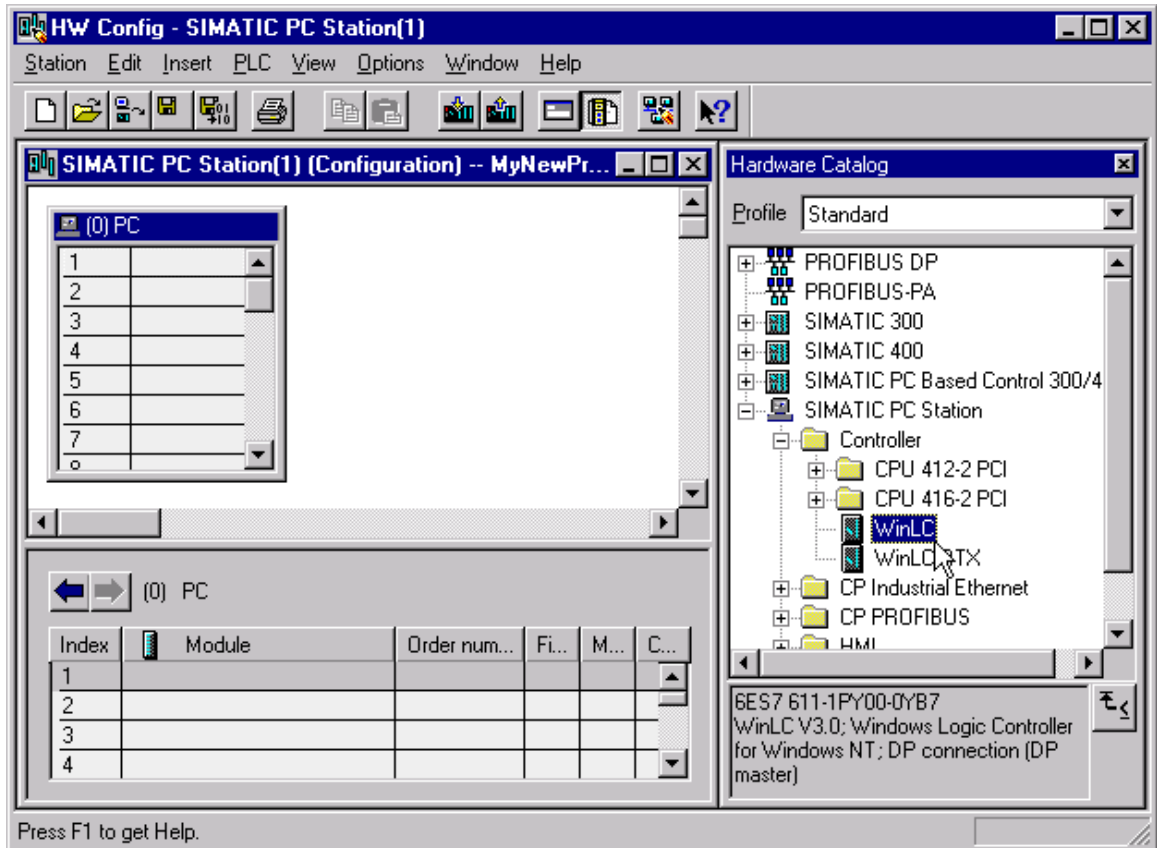 HW Config - SIMATIC PC Station(1)
Station Edit Insert PLC View Options Window Help
SIMATIC PC Station(1) (Configuration) -- MyNewPr...
(0) PC
1
2
3
4
5
6
7
(0) PC
Index Module Order num... Fi... M... C...
1
2
3
4
Hardware Catalog
Profile Standard
PROFIBUS DP
PROFIBUS-PA
SIMATIC 300
SIMATIC 400
SIMATIC PC Based Control 300/4
SIMATIC PC Station
Controller
CPU 412-2 PCI
CPU 416-2 PCI
WinLC
WinLC RTX
CP Industrial Ethernet
CP PROFIBUS
HMI
6ES7 611-1PY00-0YB7
WinLC V3.0; Windows Logic Controller
for Windows NT; DP connection (DP
master)
Press F1 to get Help.